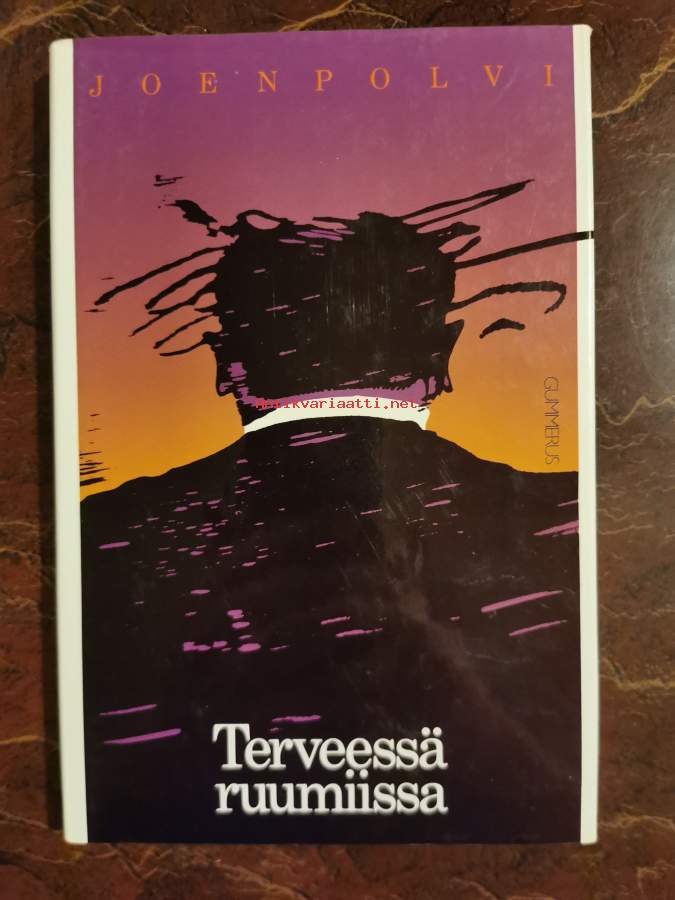 JOENPOLVI
Antikvariaatti.net
GUMMERUS
Terveessä
ruumiissa